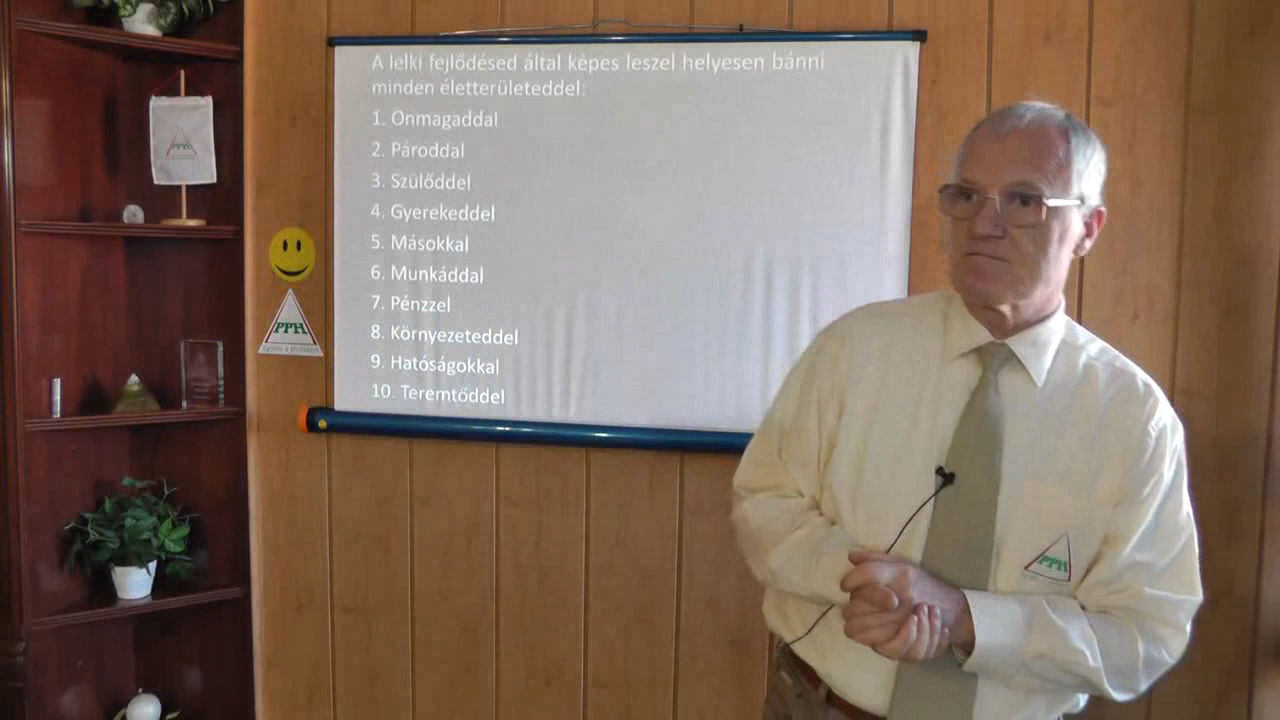 A lelki fejlődésed által képes leszel helyesen bánni
minden életterületeddel:
1. Önmagaddal
2. Pároddal
3. Szülőddel
4. Gyerekeddel
5. Másokkal
6. Munkáddal
7. Pénzzel
8. Környezeteddel
9. Hatóságokkal
10. Teremtőddel
PPH
PPH
PPH